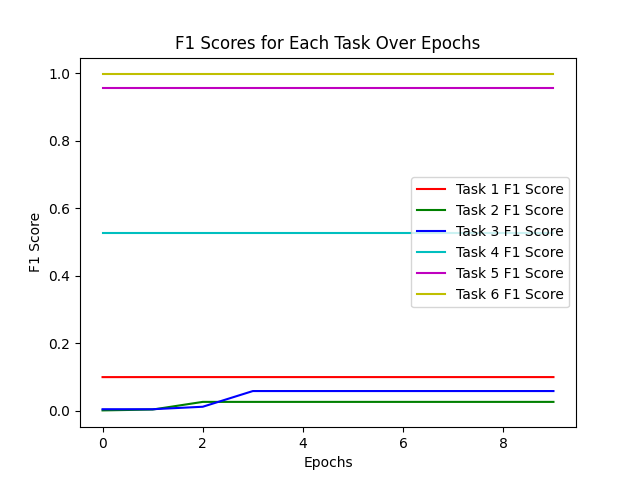 F1 Scores for Each Task Over Epochs
1.0
0.8
0.6
0.4
0.2
0.0
F1 Score
Task 1 F1 Score
Task 2 F1 Score
Task 3 F1 Score
Task 4 F1 Score
Task 5 F1 Score
Task 6 F1 Score
0 2 4 6 8
Epochs